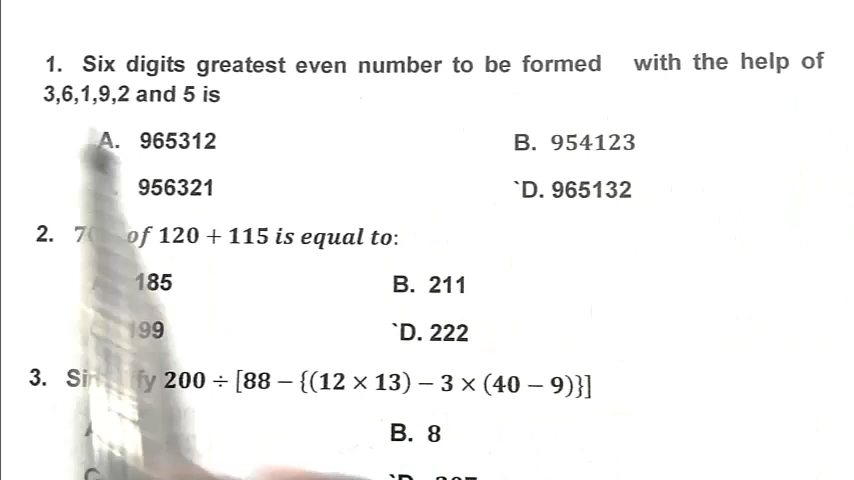 1. Six digits greatest even number to be formed with the help of
3,6,1,9,2 and 5 is
A. 965312 B. 954123
956321 `D. 965132
2. of 120 + 115 is equal to:
185 B. 211
199 `D. 222
3. 200 ÷ [88 − {(12 × 13) − 3 × (40 − 9)}]
B. 8